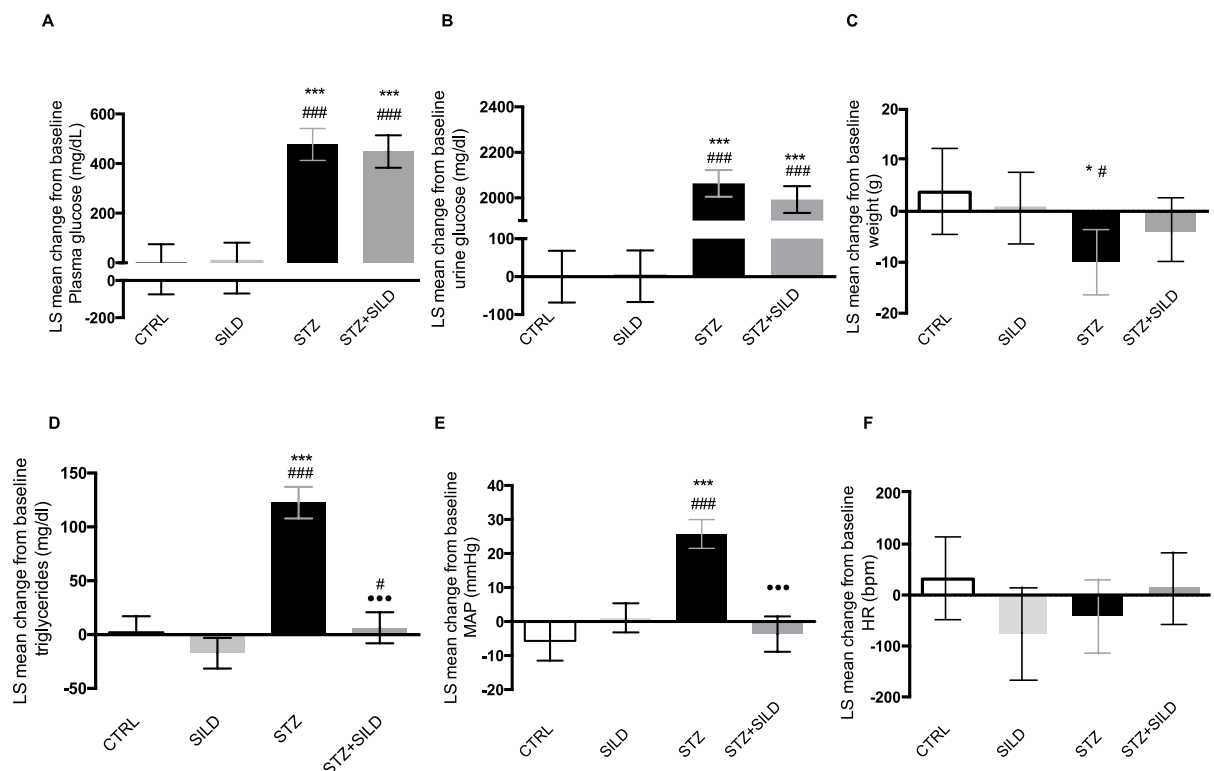 A
LS mean change from baseline
Plasma glucose (mg/dL)
600
400
200
0
0
-200
***
###
***
###
CTRL
SILD
STZ
STZ+SILD
B
LS mean change from baseline
urine glucose (mg/dl)
2400
2200
2000
100
0
-100
***
###
***
###
CTRL
SILD
STZ
STZ+SILD
C
LS mean change from baseline
weight (g)
20
10
0
-10
-20
* #
CTRL
SILD
STZ
STZ+SILD
D
LS mean change from baseline
triglycerides (mg/dl)
150
100
50
0
-50
***
###
#
•••
CTRL
SILD
STZ
STZ+SILD
E
LS mean change from baseline
MAP (mmHg)
40
30
20
10
0
-10
-20
***
###
•••
CTRL
SILD
STZ
STZ+SILD
F
LS mean change from baseline
HR (bpm)
200
100
0
-100
-200
CTRL
SILD
STZ
STZ+SILD